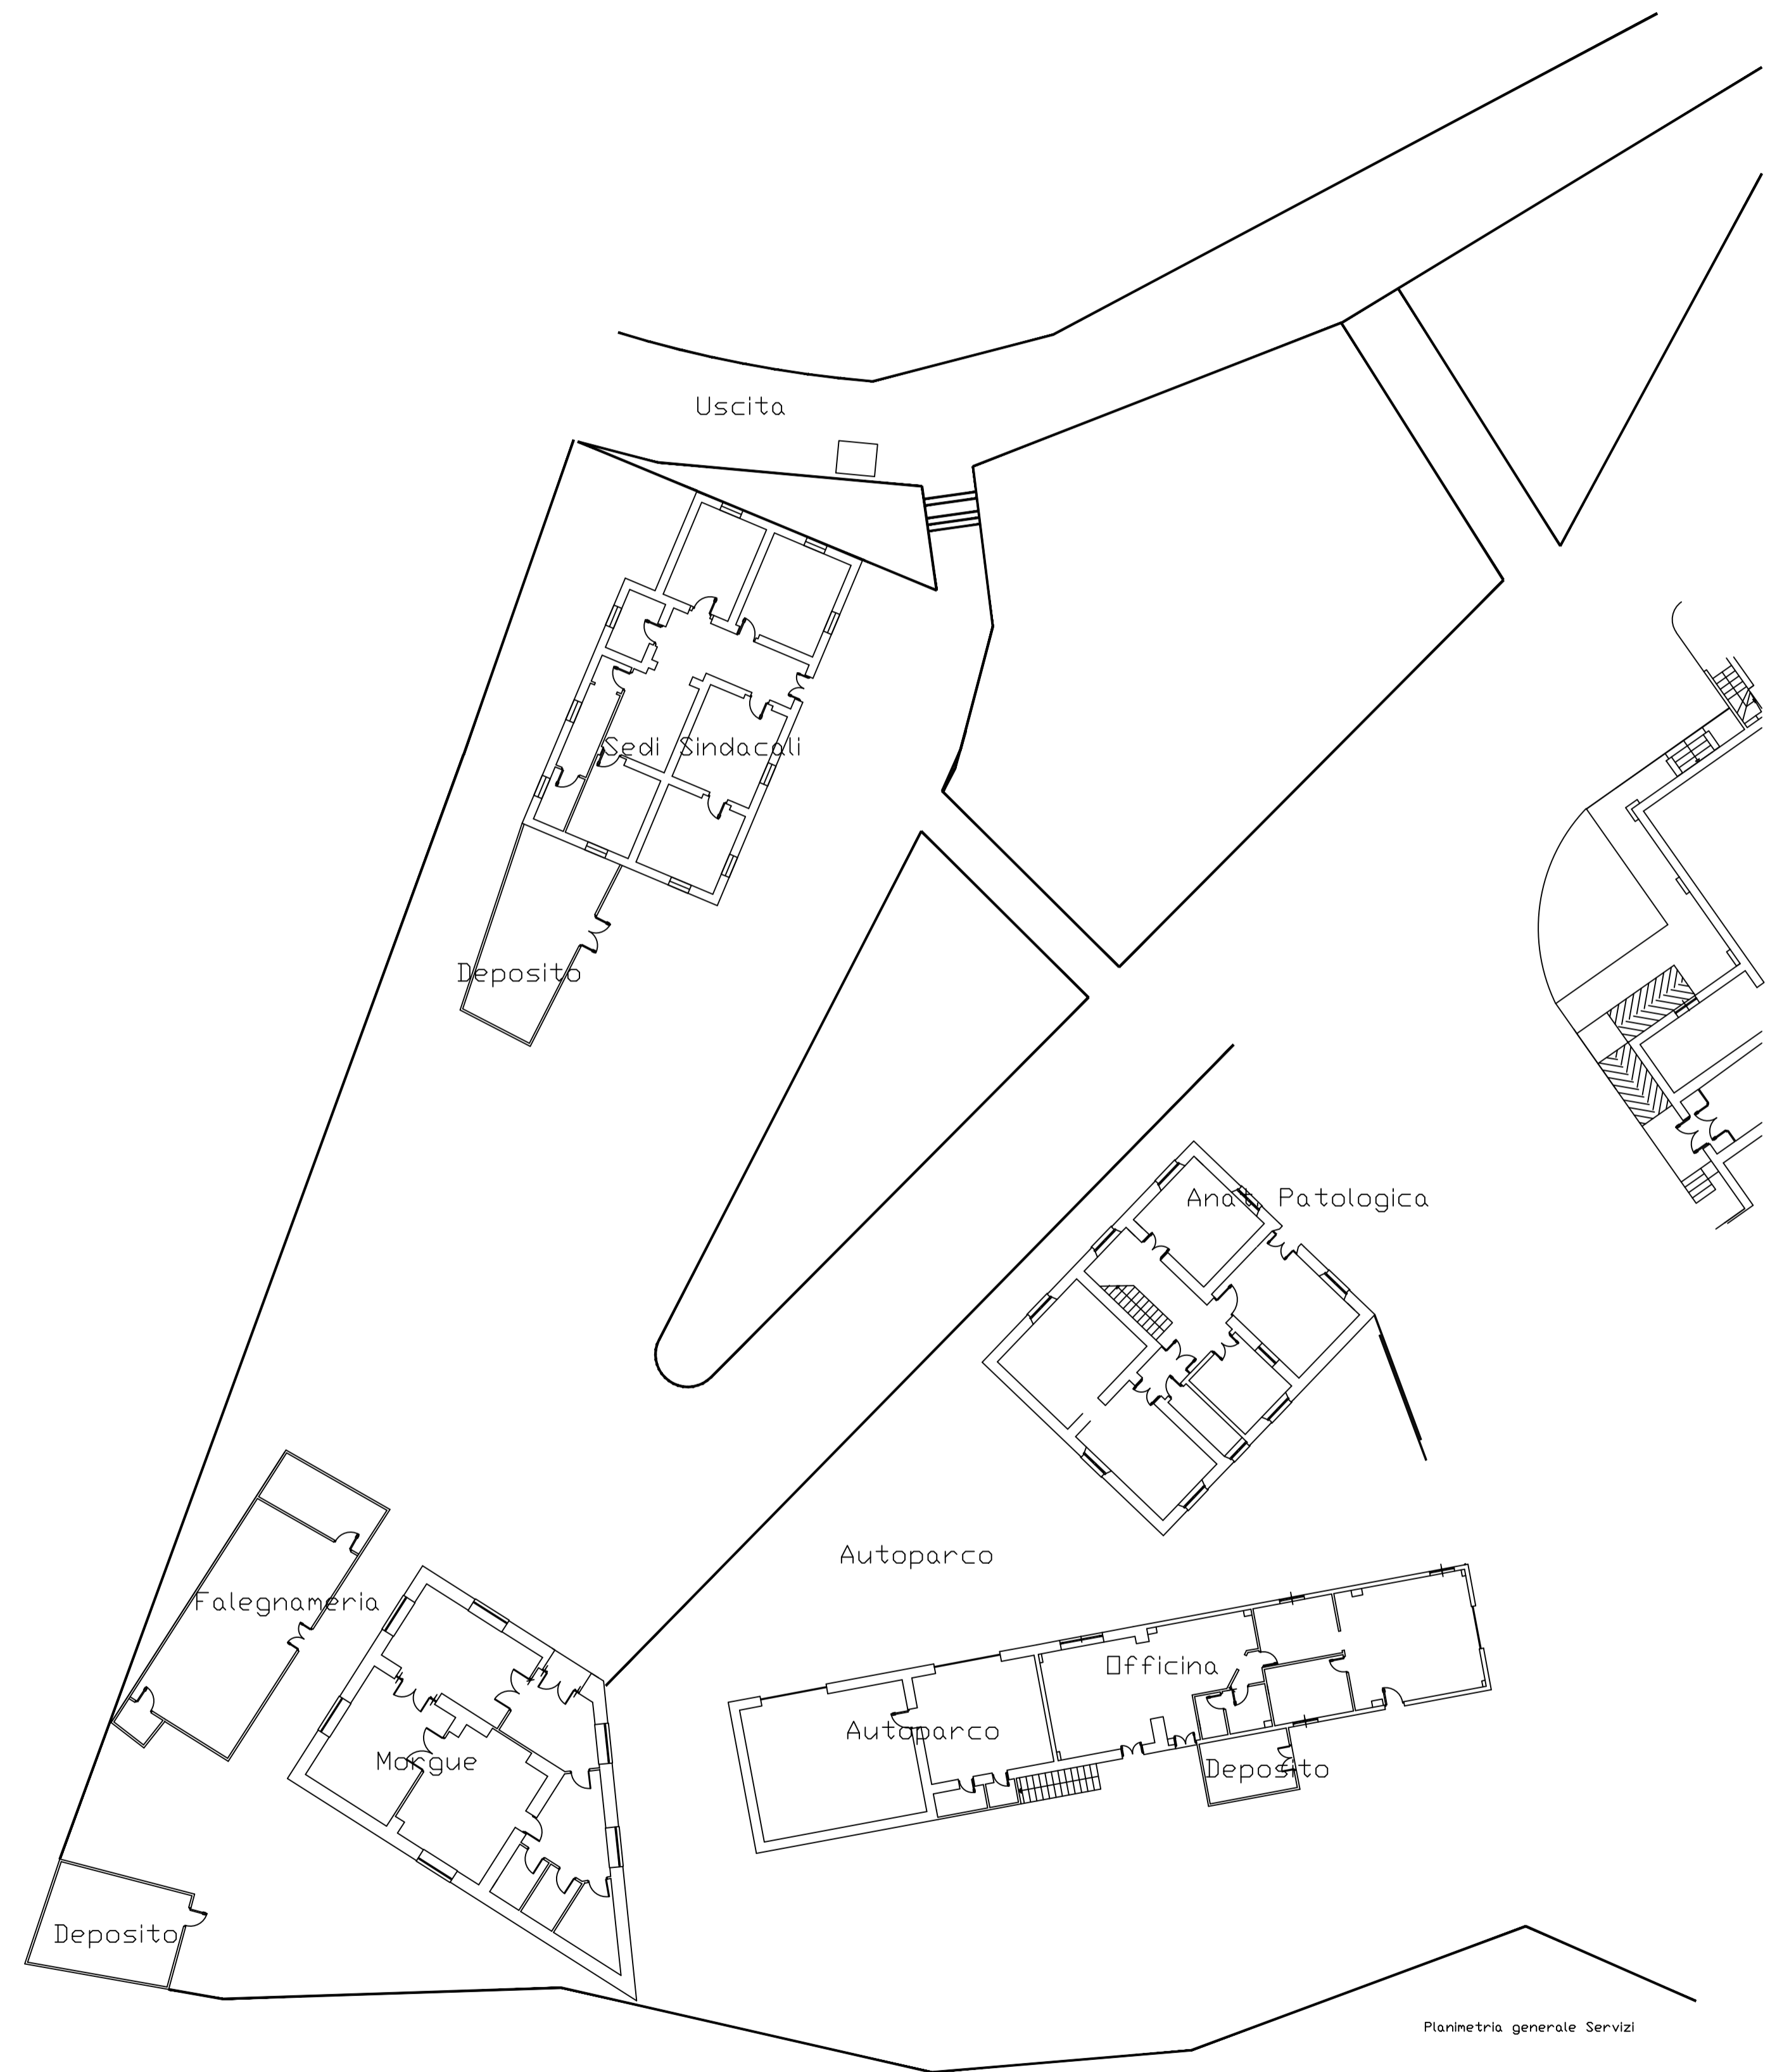 Uscita
Sedi Sindacali
Deposito
Anat. Patologica
Autoparco
Falegnameria
Officina
Autoparco
Morgue
Deposito
Deposito
Planimetria generale Servizi